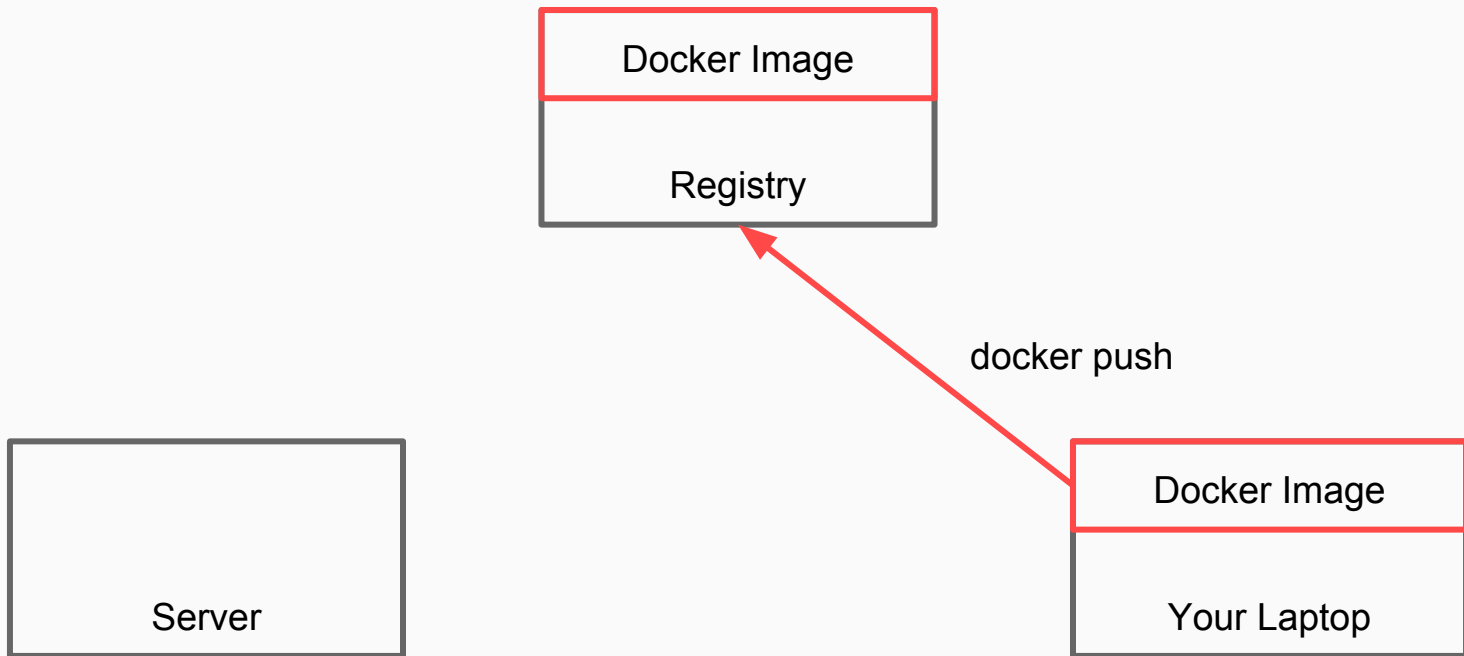 Docker Image
Registry
docker push
Docker Image
Server
Your Laptop